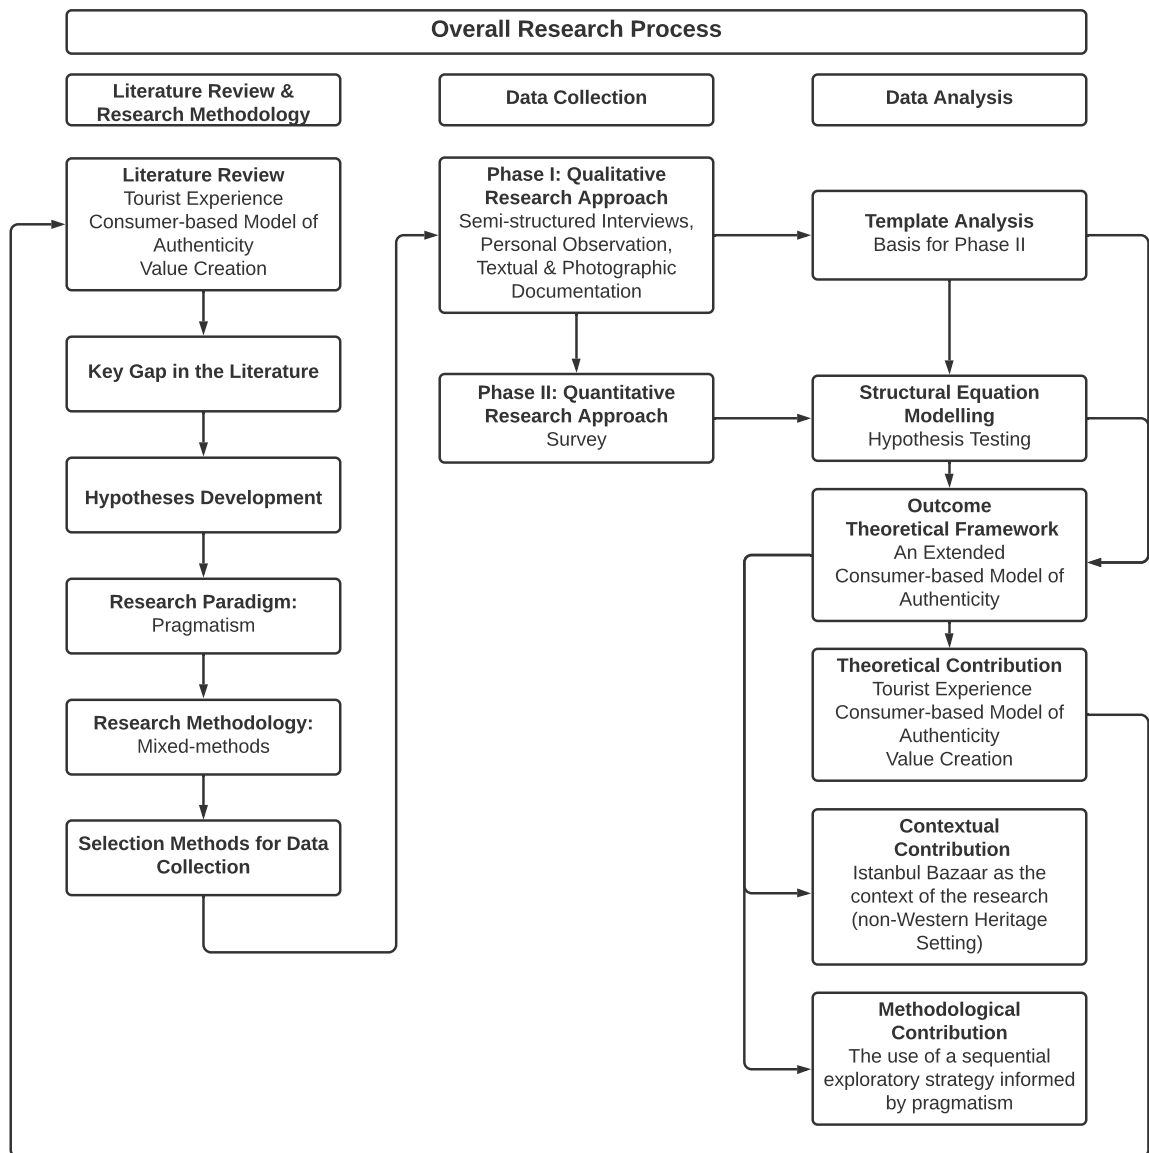 Overall Research Process
Literature Review &
Research Methodology
Data Collection
Data Analysis
Literature Review
Tourist Experience
Consumer-based Model of
Authenticity
Value Creation
Key Gap in the Literature
Hypotheses Development
Research Paradigm:
Pragmatism
Research Methodology:
Mixed-methods
Selection Methods for Data
Collection
Phase I: Qualitative
Research Approach
Semi-structured Interviews,
Personal Observation,
Textual & Photographic
Documentation
Phase II: Quantitative
Research Approach
Survey
Template Analysis
Basis for Phase II
Structural Equation
Modelling
Hypothesis Testing
Outcome
Theoretical Framework
An Extended
Consumer-based Model of
Authenticity
Theoretical Contribution
Tourist Experience
Consumer-based Model of
Authenticity
Value Creation
Contextual
Contribution
Istanbul Bazaar as the
context of the research
(non-Western Heritage
Setting)
Methodological
Contribution
The use of a sequential
exploratory strategy informed
by pragmatism